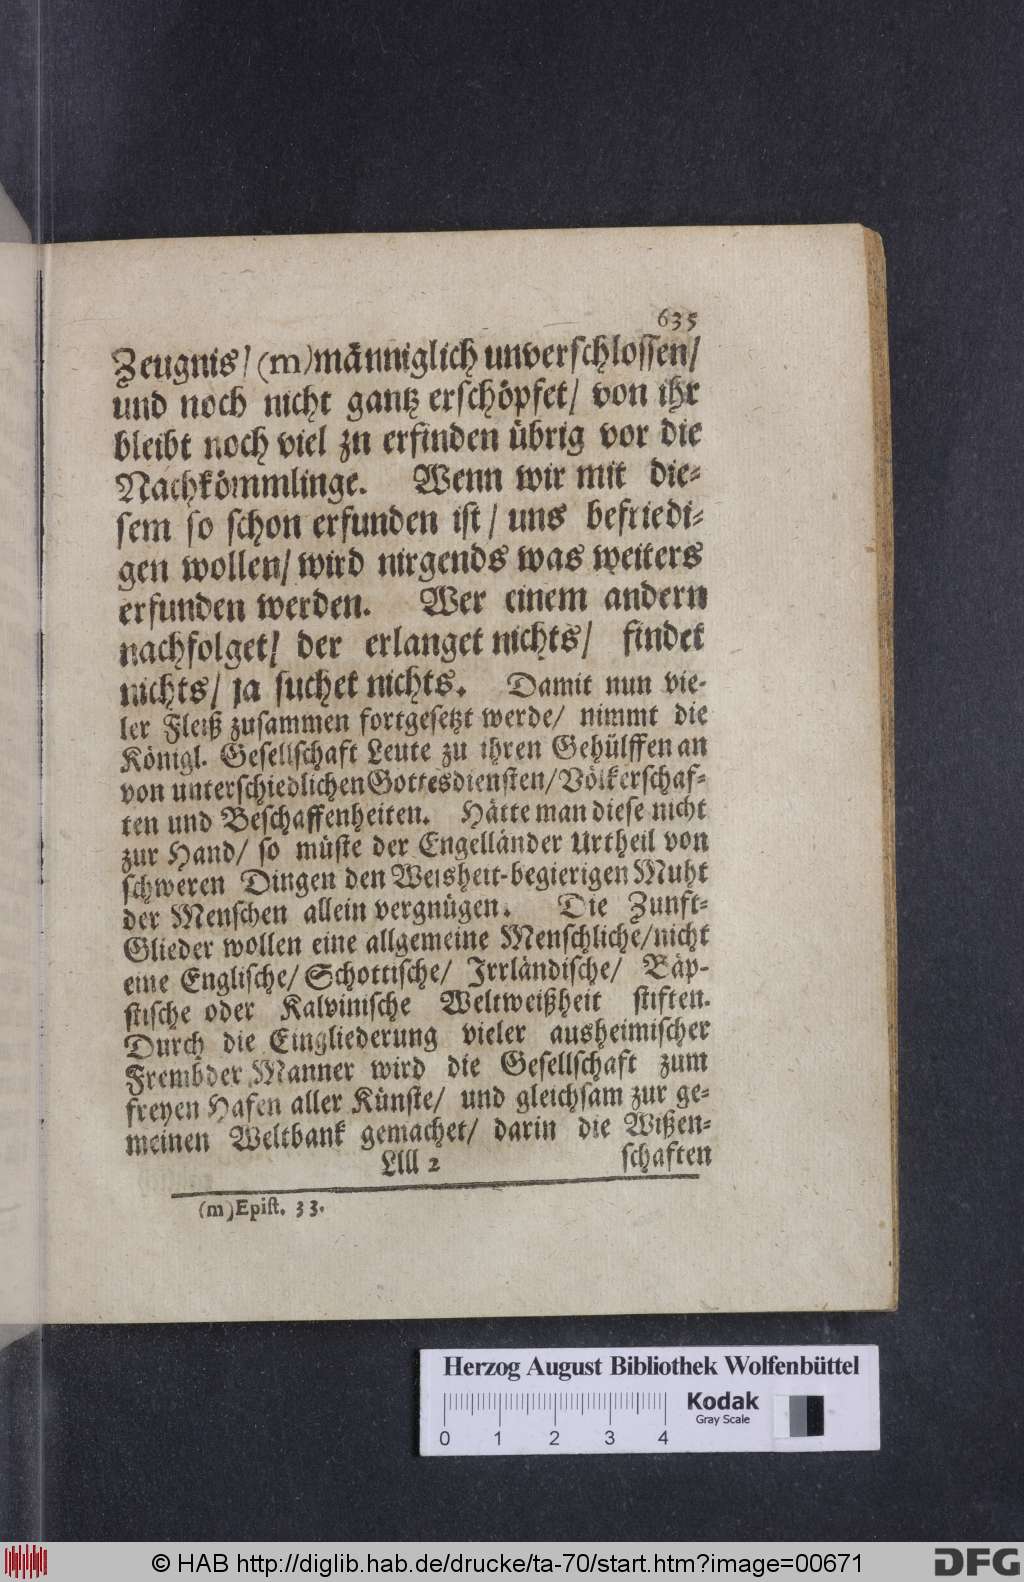 635
Zeugnis/ (m) männiglich unverschlossen/
und noch nicht gantz erschöpfet/ von ihr
bleibt noch viel zu erfinden übrig vor die
Nachkömmlinge. Wenn wir mit die-
sem so schon erfunden ist/ uns befriedi-
gen wollen/ wird nirgends was weiters
erfunden werden. Wer einem andern
nachfolget/ der erlanget nichts/ findet
nichts/ ja suchet nichts. Damit nun vie-
ler Fleiß zusammen fortgesetzt werde/ nimmt die
Königl. Gesellschaft Leute zu ihren Gehülffen an
von unterschiedlichen Gottesdiensten/ Völkerschaf-
ten und Beschaffenheiten. Hätte man diese nicht
zur Hand/ so müste der Engelländer Urtheil von
schweren Dingen den Weisheit-begierigen Muht
der Menschen allein vergnügen. Die Zunft-
Glieder wollen eine allgemeine Menschliche/ nicht
eine Englische/ Schottische/ Irrländische/ Bäp-
stische oder Kalvinische Weltweißheit stiften.
Durch die Eingliederung vieler ausheimischer
Frembder Manner wird die Gesellschaft zum
freyen Hafen aller Künste/ und gleichsam zur ge-
meinen Weltbank gemachet/ darin die Wißen-
Llll 2 schaften
(m) Epist. 33.
Herzog August Bibliothek Wolfenbüttel
Kodak
Gray Scale
0 1 2 3 4
© HAB http://diglib.hab.de/drucke/ta-70/start.htm?image=00671
DFG